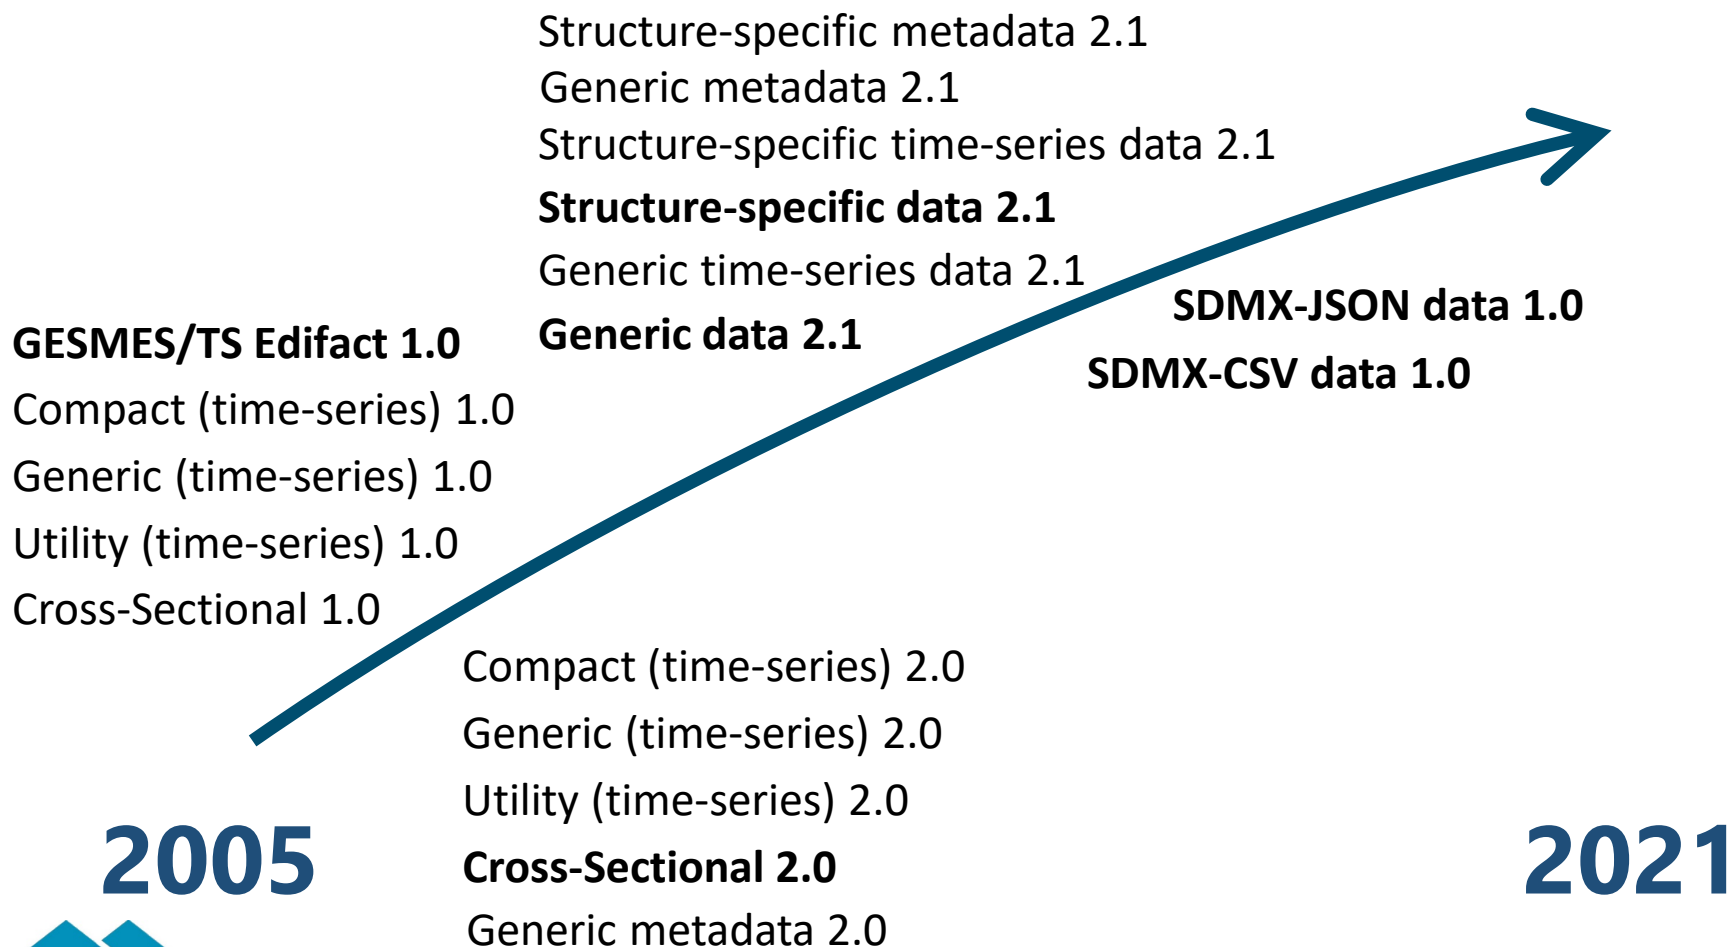 Structure-specific metadata 2.1
Generic metadata 2.1
Structure-specific time-series data 2.1
Structure-specific data 2.1
Generic time-series data 2.1
Generic data 2.1
SDMX-JSON data 1.0
SDMX-CSV data 1.0
GESMES/TS Edifact 1.0
Compact (time-series) 1.0
Generic (time-series) 1.0
Utility (time-series) 1.0
Cross-Sectional 1.0
Compact (time-series) 2.0
Generic (time-series) 2.0
Utility (time-series) 2.0
Cross-Sectional 2.0
Generic metadata 2.0
2005
2021